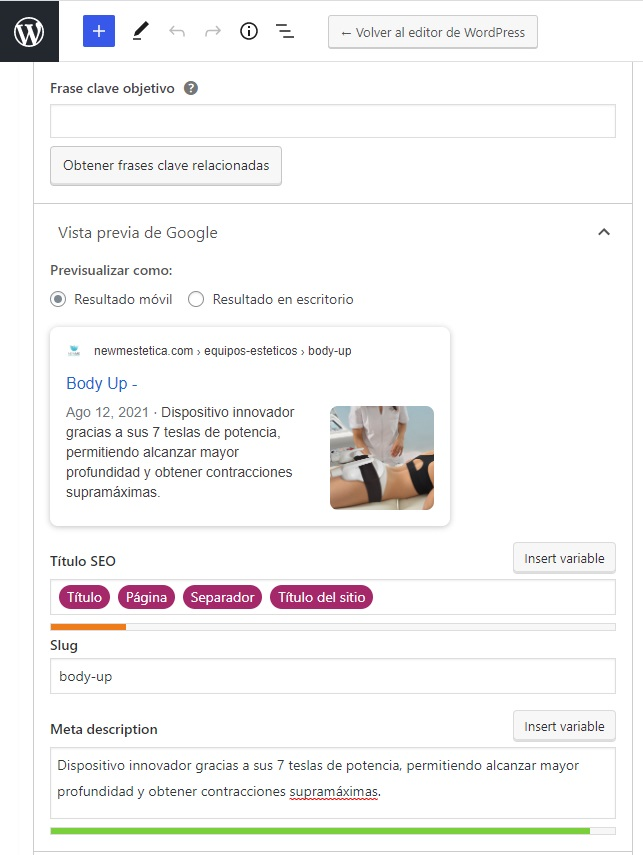 ← Volver al editor de WordPress
Frase clave objetivo ?
Obtener frases clave relacionadas
Vista previa de Google
Previsualizar como:
Resultado móvil Resultado en escritorio
newmestetica.com › equipos-esteticos › body-up
Body Up -
Ago 12, 2021 · Dispositivo innovador
gracias a sus 7 teslas de potencia,
permitiendo alcanzar mayor
profundidad y obtener contracciones
supramáximas.
Título SEO Insert variable
Título Página Separador Título del sitio
Slug
body-up
Meta description Insert variable
Dispositivo innovador gracias a sus 7 teslas de potencia, permitiendo alcanzar mayor
profundidad y obtener contracciones supramáximas.